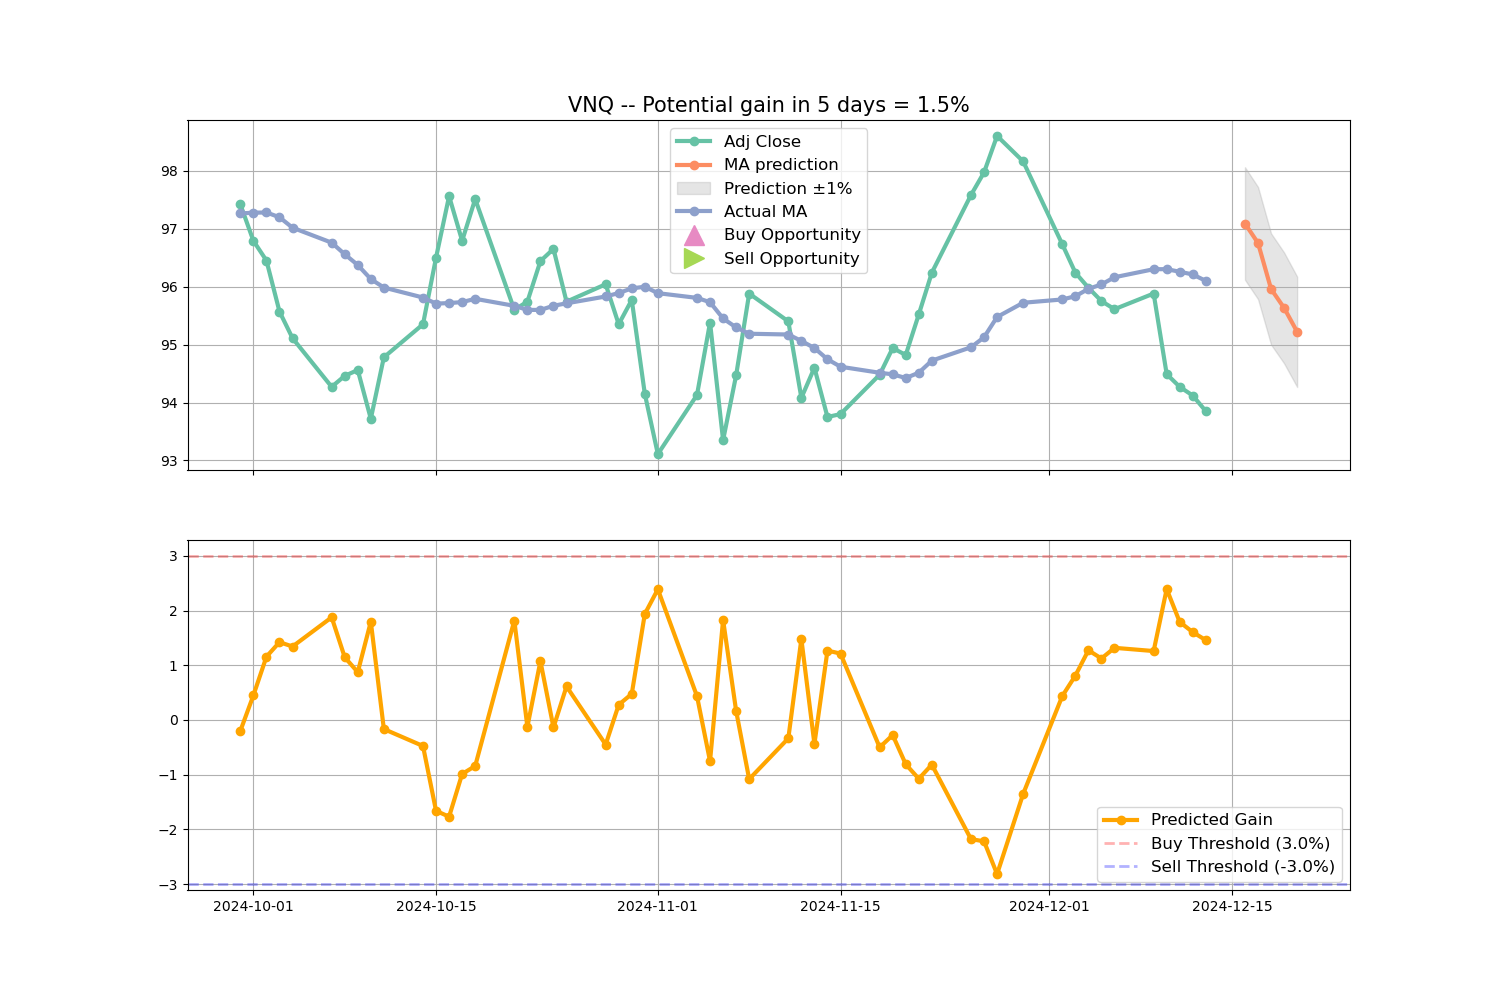 VNQ -- Potential gain in 5 days = 1.5%
98
97
96
95
94
93
Adj Close
MA prediction
Prediction ±1%
Actual MA
Buy Opportunity
Sell Opportunity
3
2
1
0
−1
−2
−3
Predicted Gain
Buy Threshold (3.0%)
Sell Threshold (-3.0%)
2024-10-01
2024-10-15
2024-11-01
2024-11-15
2024-12-01
2024-12-15